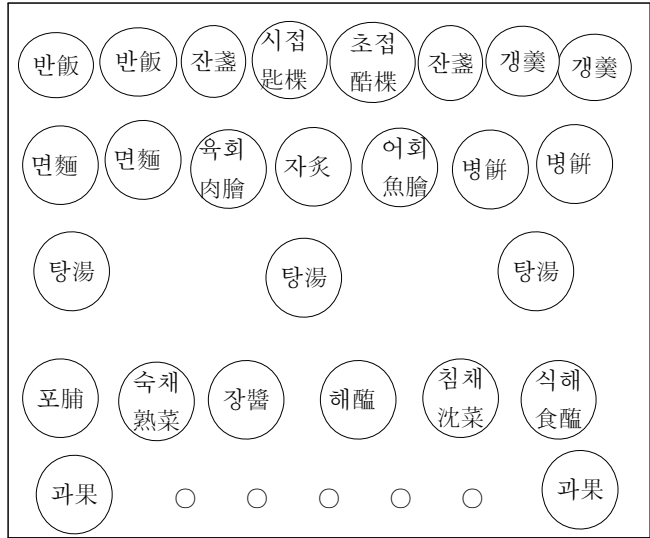 반飯 반飯 잔盞 시접匙楪 초접酷楪 잔盞 갱羹 갱羹
면麵 면麵 육회肉膾 자炙 어회魚膾 병餠 병餠
탕湯 탕湯 탕湯
포脯 숙채熟菜 장醬 해醢 침채沈菜 식해食醢
과果 ○ ○ ○ ○ ○ 과果